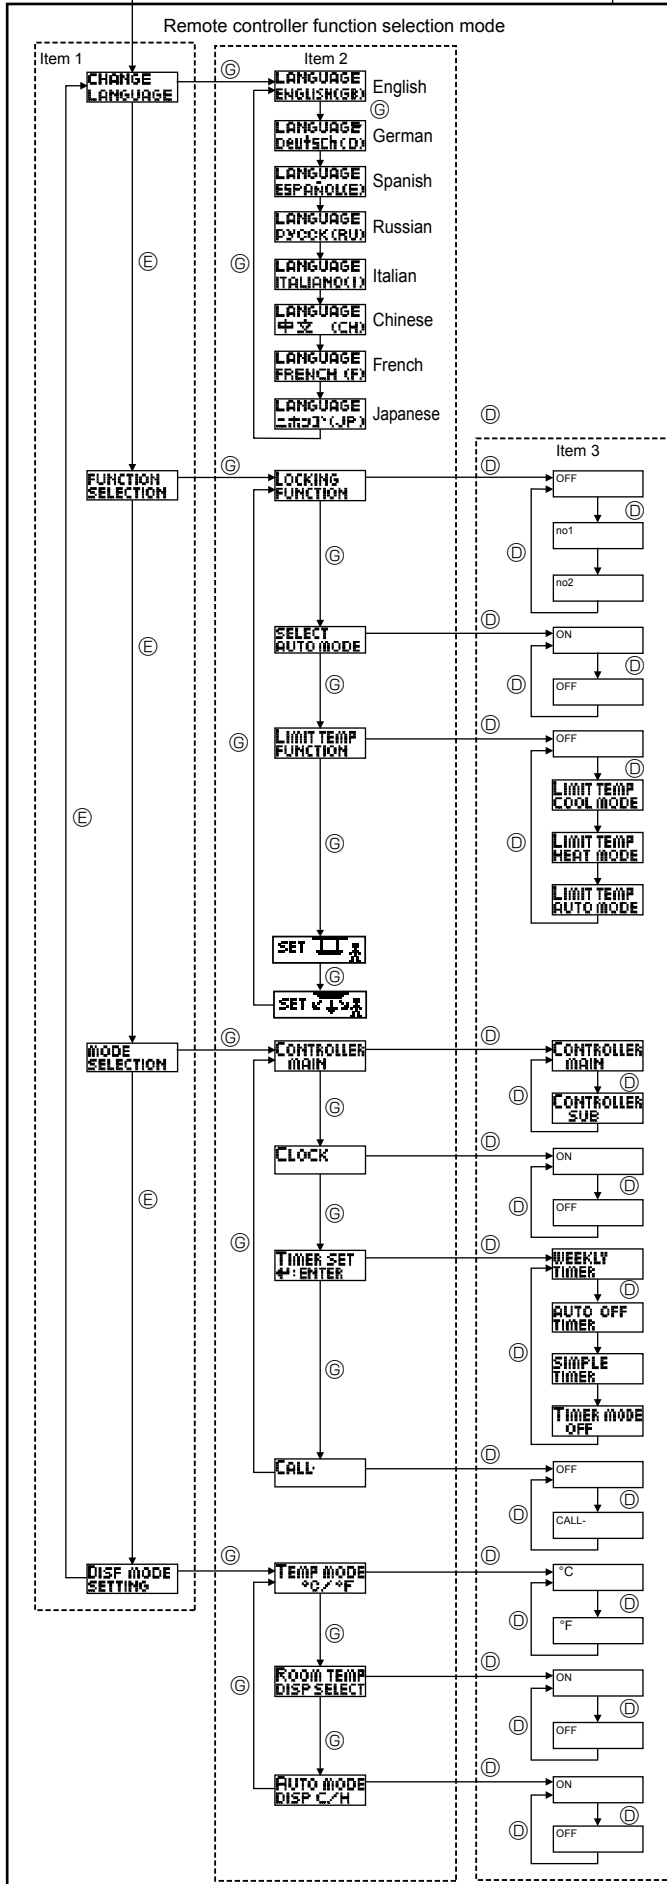 Remote controller function selection mode
Item 1
Item 2
CHANGE
LANGUAGE
Ⓖ
LANGUAGE
ENGLISH(GB)
English
Ⓖ
LANGUAGE
Deutsch(D)
German
LANGUAGE
ESPAÑOL(E)
Spanish
LANGUAGE
РУССК(RU)
Russian
Ⓔ
Ⓖ
LANGUAGE
ITALIANO(I)
Italian
LANGUAGE
中文 (CH)
Chinese
LANGUAGE
FRENCH (F)
French
LANGUAGE
(JP)
Japanese
Ⓓ
Item 3
FUNCTION
SELECTION
Ⓖ
LOCKING
FUNCTION
Ⓓ
OFF
Ⓓ
no1
Ⓖ
Ⓓ
no2
Ⓔ
SELECT
AUTO MODE
Ⓓ
ON
Ⓓ
Ⓖ
Ⓓ
OFF
Ⓖ
LIMIT TEMP
FUNCTION
Ⓓ
OFF
Ⓓ
LIMIT TEMP
COOL MODE
Ⓔ
Ⓖ
Ⓓ
LIMIT TEMP
HEAT MODE
LIMIT TEMP
AUTO MODE
SET
Ⓖ
SET
MODE
SELECTION
Ⓖ
CONTROLLER
MAIN
Ⓓ
CONTROLLER
MAIN
Ⓓ
Ⓖ
Ⓓ
CONTROLLER
SUB
CLOCK
Ⓓ
ON
Ⓓ
Ⓔ
Ⓖ
Ⓓ
OFF
Ⓖ
TIMER SET
↵:ENTER
Ⓓ
WEEKLY
TIMER
Ⓓ
AUTO OFF
TIMER
Ⓖ
Ⓓ
SIMPLE
TIMER
TIMER MODE
OFF
CALL-
Ⓓ
OFF
Ⓓ
Ⓓ
CALL-
DISP MODE
SETTING
Ⓖ
TEMP MODE
°C/°F
Ⓓ
°C
Ⓓ
Ⓖ
Ⓓ
°F
Ⓖ
ROOM TEMP
DISP SELECT
Ⓓ
ON
Ⓓ
Ⓖ
Ⓓ
OFF
AUTO MODE
DISP C/H
Ⓓ
ON
Ⓓ
Ⓓ
OFF